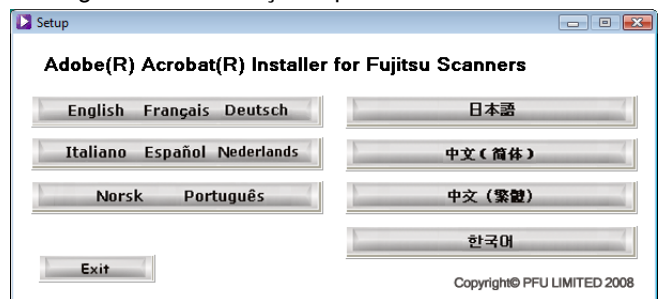 Setup
Adobe(R) Acrobat(R) Installer for Fujitsu Scanners
English Français Deutsch
日本語
Italiano Español Nederlands
中文(简体)
Norsk Português
中文 (繁體)
한국어
Exit
Copyright© PFU LIMITED 2008